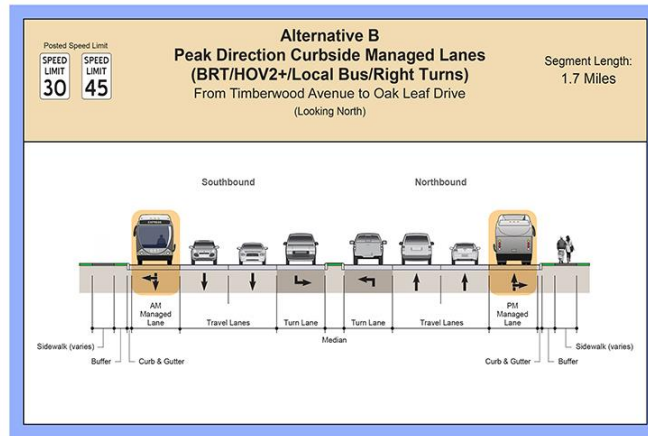 Alternative B
Peak Direction Curbside Managed Lanes
(BRT/HOV2+/Local Bus/Right Turns)
From Timberwood Avenue to Oak Leaf Drive
(Looking North)
Posted Speed Limit
SPEED LIMIT 30
SPEED LIMIT 45
Segment Length:
1.7 Miles
Southbound
Northbound
AM Managed Lane
Travel Lanes
Turn Lane
Turn Lane
Travel Lanes
PM Managed Lane
Median
Sidewalk (varies)
Buffer
Curb & Gutter
Curb & Gutter
Buffer
Sidewalk (varies)